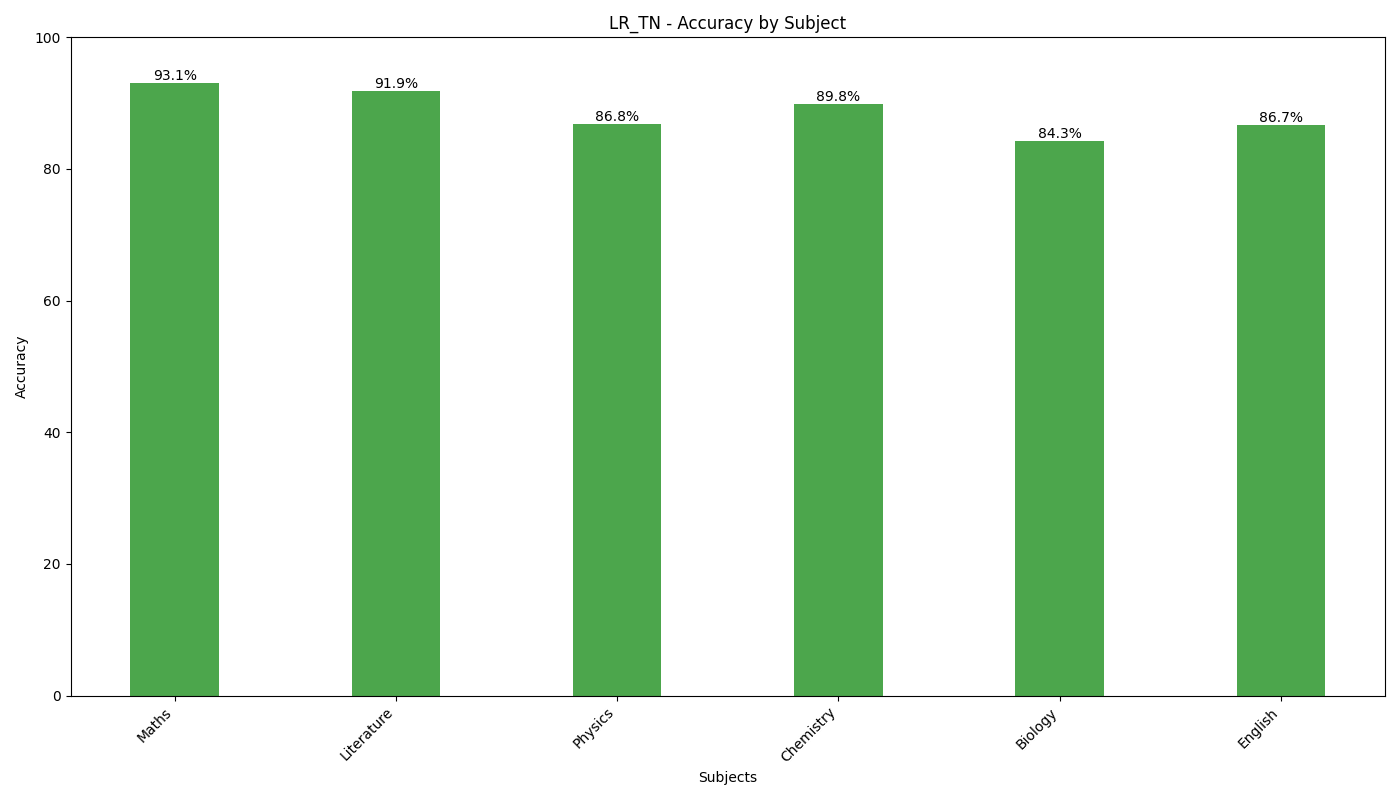 LR_TN - Accuracy by Subject
100
80
60
40
20
0
Accuracy
93.1%
91.9%
86.8%
89.8%
84.3%
86.7%
Maths
Literature
Physics
Chemistry
Biology
English
Subjects